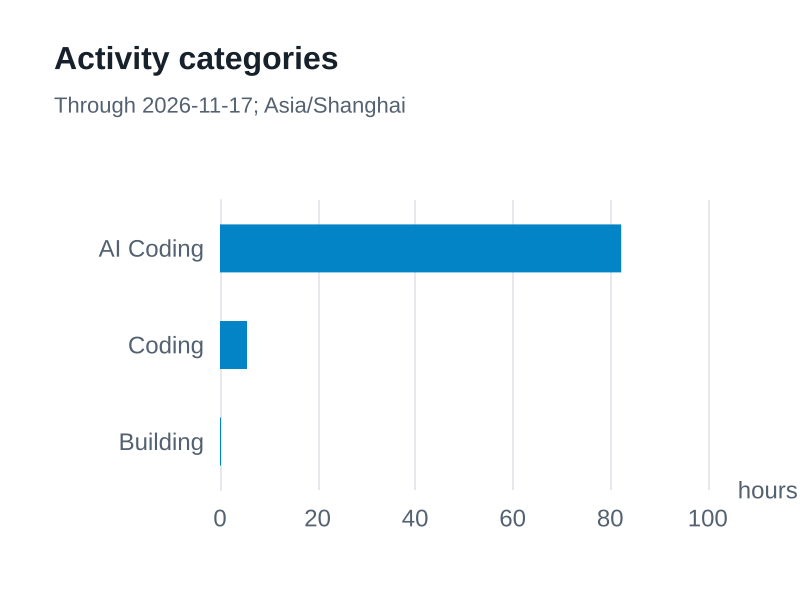 Activity categories
Through 2026-11-17; Asia/Shanghai
AI Coding
Coding
Building
hours
0 20 40 60 80 100